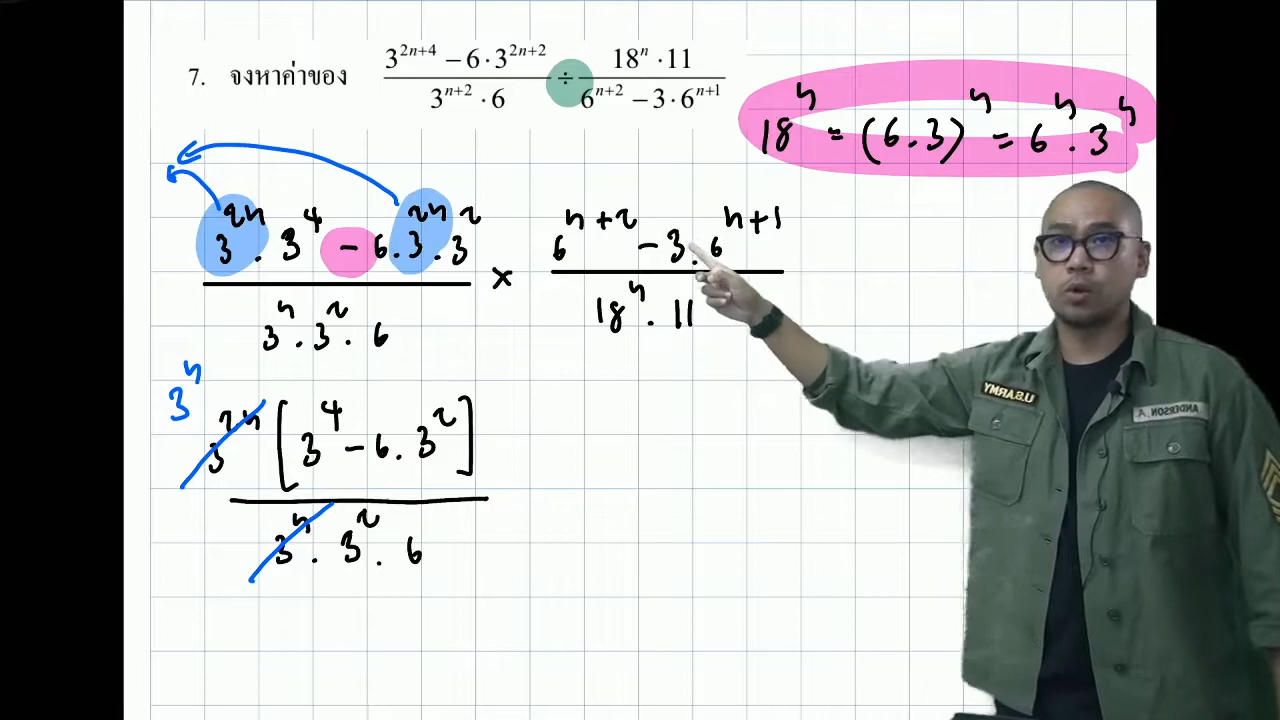 7. จงหาค่าของ (3^{2n+4} − 6·3^{2n+2})/(3^{n+2}·6) ÷ (18^n·11)/(6^{n+2} − 3·6^{n+1})
18^n = (6.3)^n = 6^n . 3^n
(3^{2n} . 3^4 − 6.3^{2n}.3^2)/(3^n . 3^2 . 6) × (6^{n+2} − 3.6^{n+1})/(18^n . 11)
3^n
3^{2n} [3^4 − 6.3^2]/(3^n . 3^2 . 6)
U.S.ARMY
ANDERSON.A.